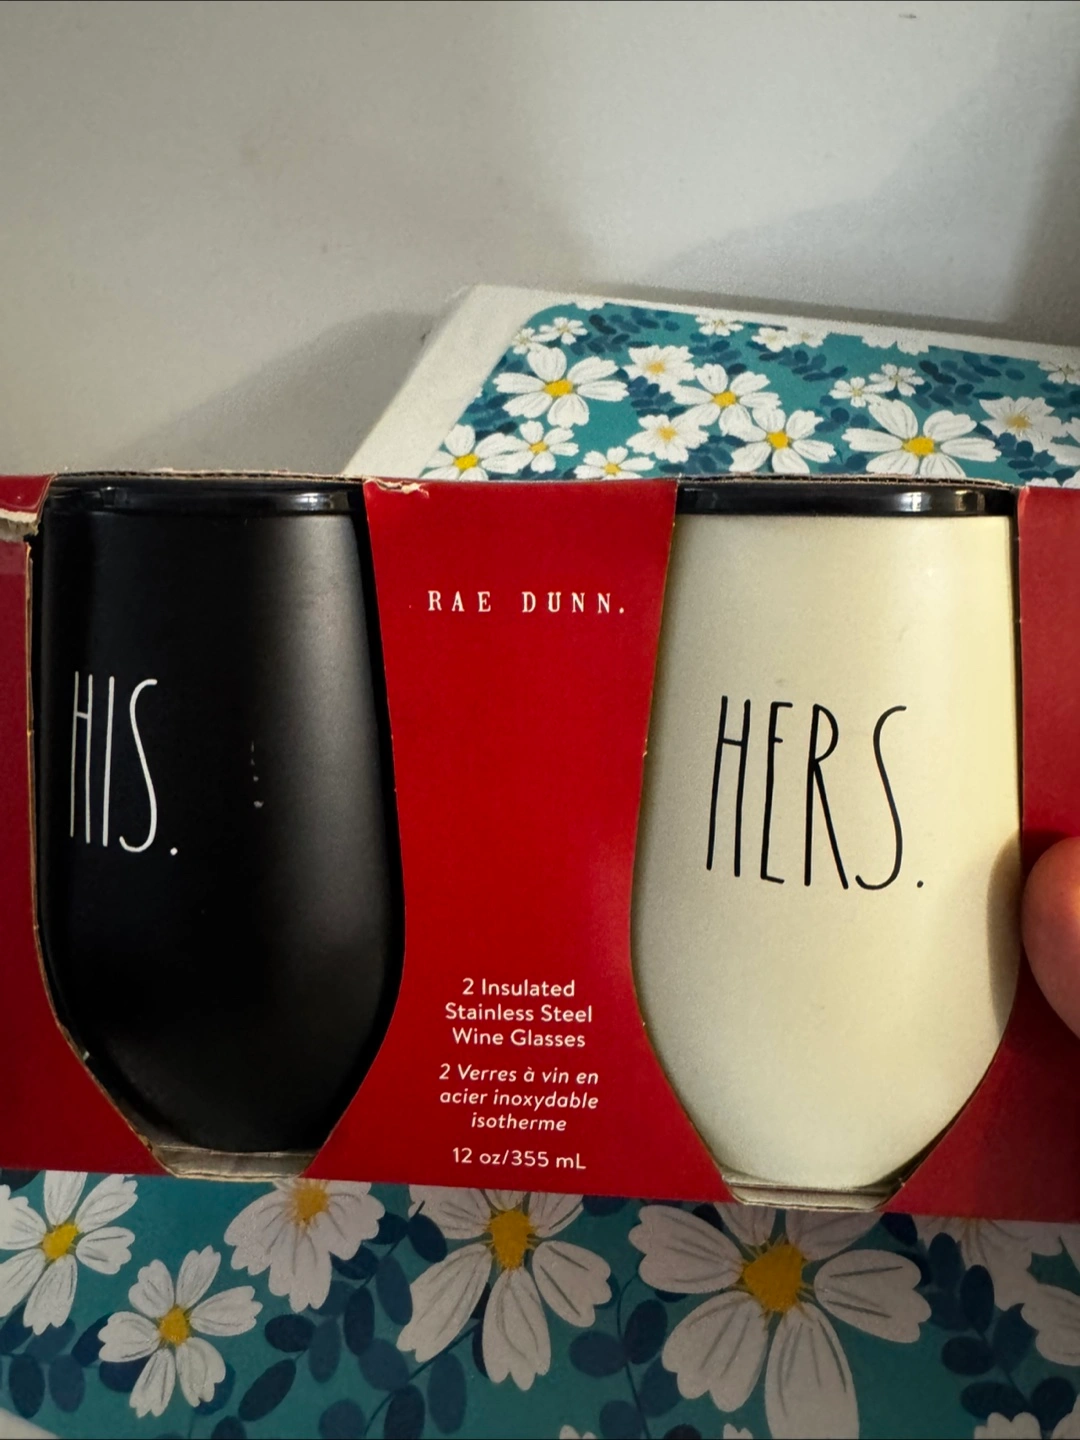 RAE DUNN.
HIS.
HERS.
2 Insulated
Stainless Steel
Wine Glasses
2 Verres à vin en
acier inoxydable
isotherme
12 oz/355 mL